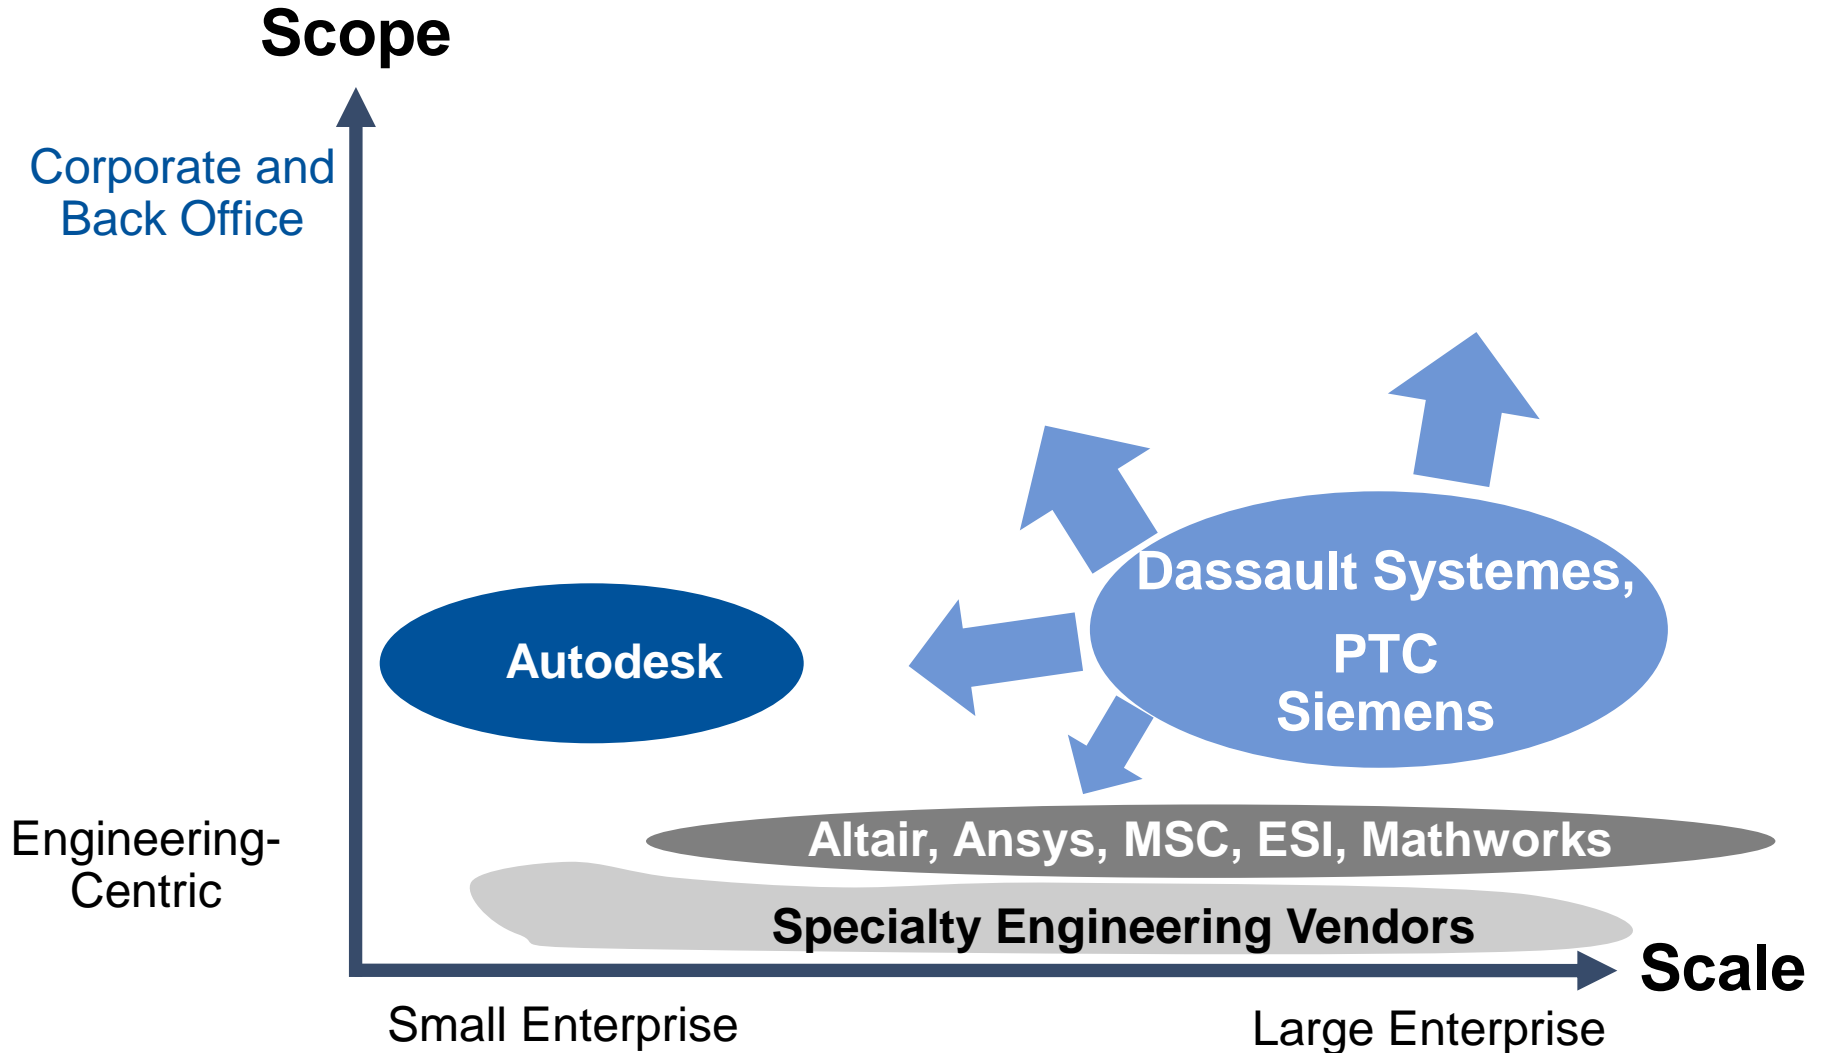 Scope
Corporate and
Back Office
Dassault Systemes,
PTC
Siemens
Autodesk
Engineering-
Centric
Altair, Ansys, MSC, ESI, Mathworks
Specialty Engineering Vendors
Scale
Small Enterprise
Large Enterprise